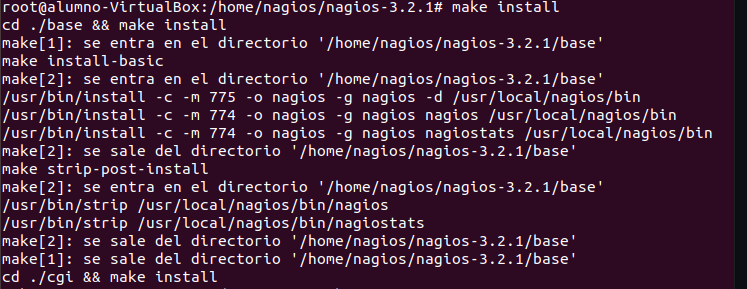 root@alumno-VirtualBox:/home/nagios/nagios-3.2.1# make install
cd ./base && make install
make[1]: se entra en el directorio '/home/nagios/nagios-3.2.1/base'
make install-basic
make[2]: se entra en el directorio '/home/nagios/nagios-3.2.1/base'
/usr/bin/install -c -m 775 -o nagios -g nagios -d /usr/local/nagios/bin
/usr/bin/install -c -m 774 -o nagios -g nagios nagios /usr/local/nagios/bin
/usr/bin/install -c -m 774 -o nagios -g nagios nagiostats /usr/local/nagios/bin
make[2]: se sale del directorio '/home/nagios/nagios-3.2.1/base'
make strip-post-install
make[2]: se entra en el directorio '/home/nagios/nagios-3.2.1/base'
/usr/bin/strip /usr/local/nagios/bin/nagios
/usr/bin/strip /usr/local/nagios/bin/nagiostats
make[2]: se sale del directorio '/home/nagios/nagios-3.2.1/base'
make[1]: se sale del directorio '/home/nagios/nagios-3.2.1/base'
cd ./cgi && make install